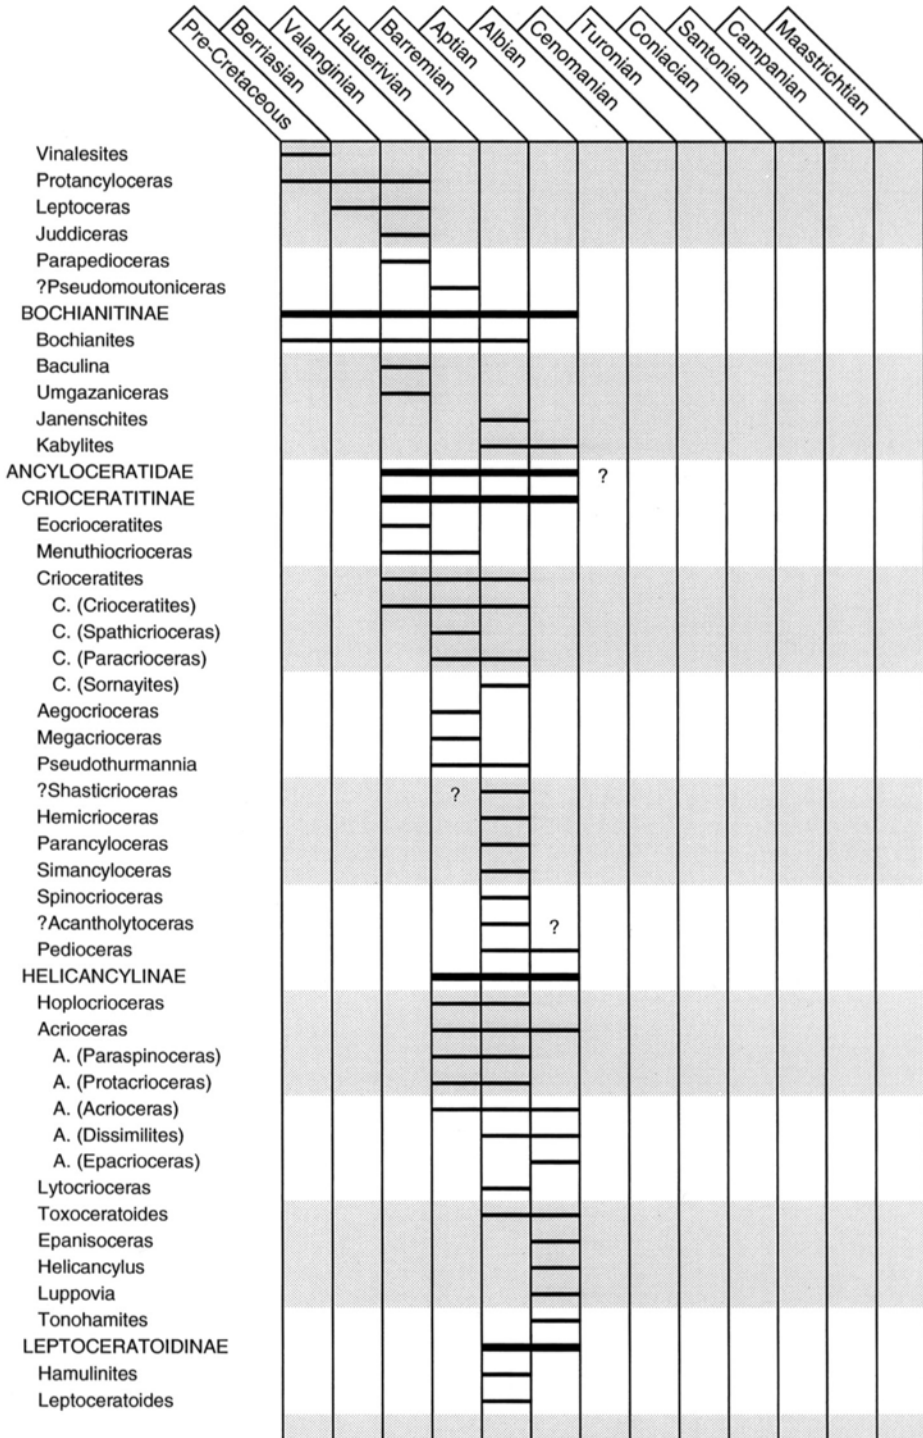 Pre-Cretaceous
Berriasian
Valanginian
Hauterivian
Barremian
Aptian
Albian
Cenomanian
Turonian
Coniacian
Santonian
Campanian
Maastrichtian
Vinalesites
Protancyloceras
Leptoceras
Juddiceras
Parapedioceras
?Pseudomoutoniceras
BOCHIANITINAE
Bochianites
Baculina
Umgazaniceras
Janenschites
Kabylites
ANCYLOCERATIDAE ?
CRIOCERATITINAE
Eocrioceratites
Menuthiocrioceras
Crioceratites
C. (Crioceratites)
C. (Spathicrioceras)
C. (Paracrioceras)
C. (Sornayites)
Aegocrioceras
Megacrioceras
Pseudothurmannia
?Shasticrioceras ?
Hemicrioceras
Parancyloceras
Simancyloceras
Spinocrioceras
?Acantholytoceras ?
Pedioceras
HELICANCYLINAE
Hoplocrioceras
Acrioceras
A. (Paraspinoceras)
A. (Protacrioceras)
A. (Acrioceras)
A. (Dissimilites)
A. (Epacrioceras)
Lytocrioceras
Toxoceratoides
Epanisoceras
Helicancylus
Luppovia
Tonohamites
LEPTOCERATOIDINAE
Hamulinites
Leptoceratoides